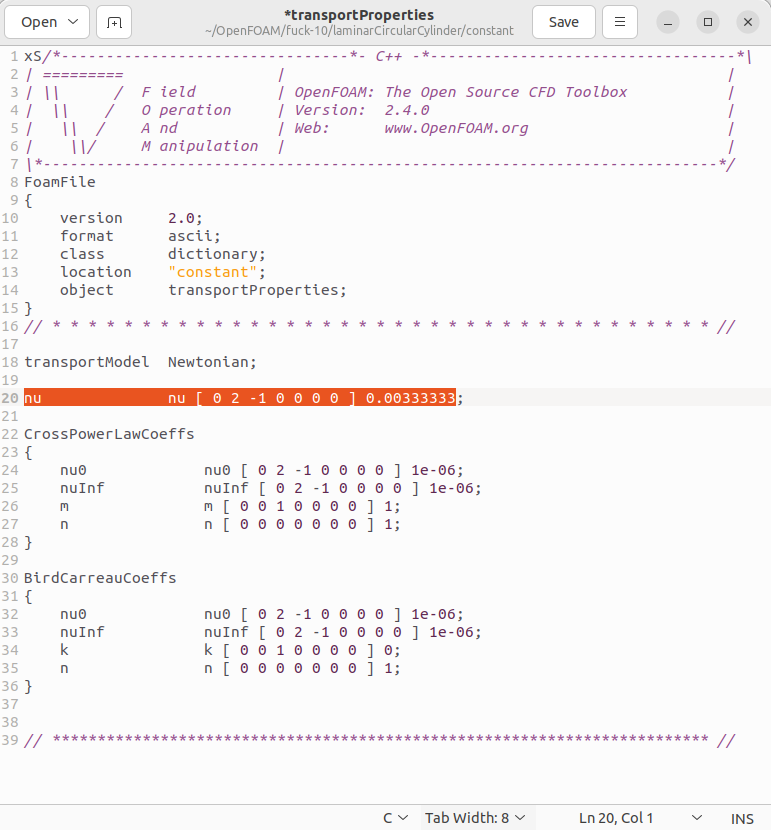 Open
*transportProperties
~/OpenFOAM/fuck-10/laminarCircularCylinder/constant
Save
1 xS/*--------------------------------*- C++ -*----------------------------------*\
2 | =========                 |                                                 |
3 | \\      /  F ield         | OpenFOAM: The Open Source CFD Toolbox           |
4 |  \\    /   O peration     | Version:  2.4.0                                 |
5 |   \\  /    A nd           | Web:      www.OpenFOAM.org                      |
6 |    \\/     M anipulation  |                                                 |
7 \*---------------------------------------------------------------------------*/
8 FoamFile
9 {
10     version     2.0;
11     format      ascii;
12     class       dictionary;
13     location    "constant";
14     object      transportProperties;
15 }
16 // * * * * * * * * * * * * * * * * * * * * * * * * * * * * * * * * * * * * * //
17
18 transportModel  Newtonian;
19
20 nu              nu [ 0 2 -1 0 0 0 0 ] 0.00333333;
21
22 CrossPowerLawCoeffs
23 {
24     nu0             nu0 [ 0 2 -1 0 0 0 0 ] 1e-06;
25     nuInf           nuInf [ 0 2 -1 0 0 0 0 ] 1e-06;
26     m               m [ 0 0 1 0 0 0 0 ] 1;
27     n               n [ 0 0 0 0 0 0 0 ] 1;
28 }
29
30 BirdCarreauCoeffs
31 {
32     nu0             nu0 [ 0 2 -1 0 0 0 0 ] 1e-06;
33     nuInf           nuInf [ 0 2 -1 0 0 0 0 ] 1e-06;
34     k               k [ 0 0 1 0 0 0 0 ] 0;
35     n               n [ 0 0 0 0 0 0 0 ] 1;
36 }
37
38
39 // ************************************************************************* //
C Tab Width: 8 Ln 20, Col 1 INS